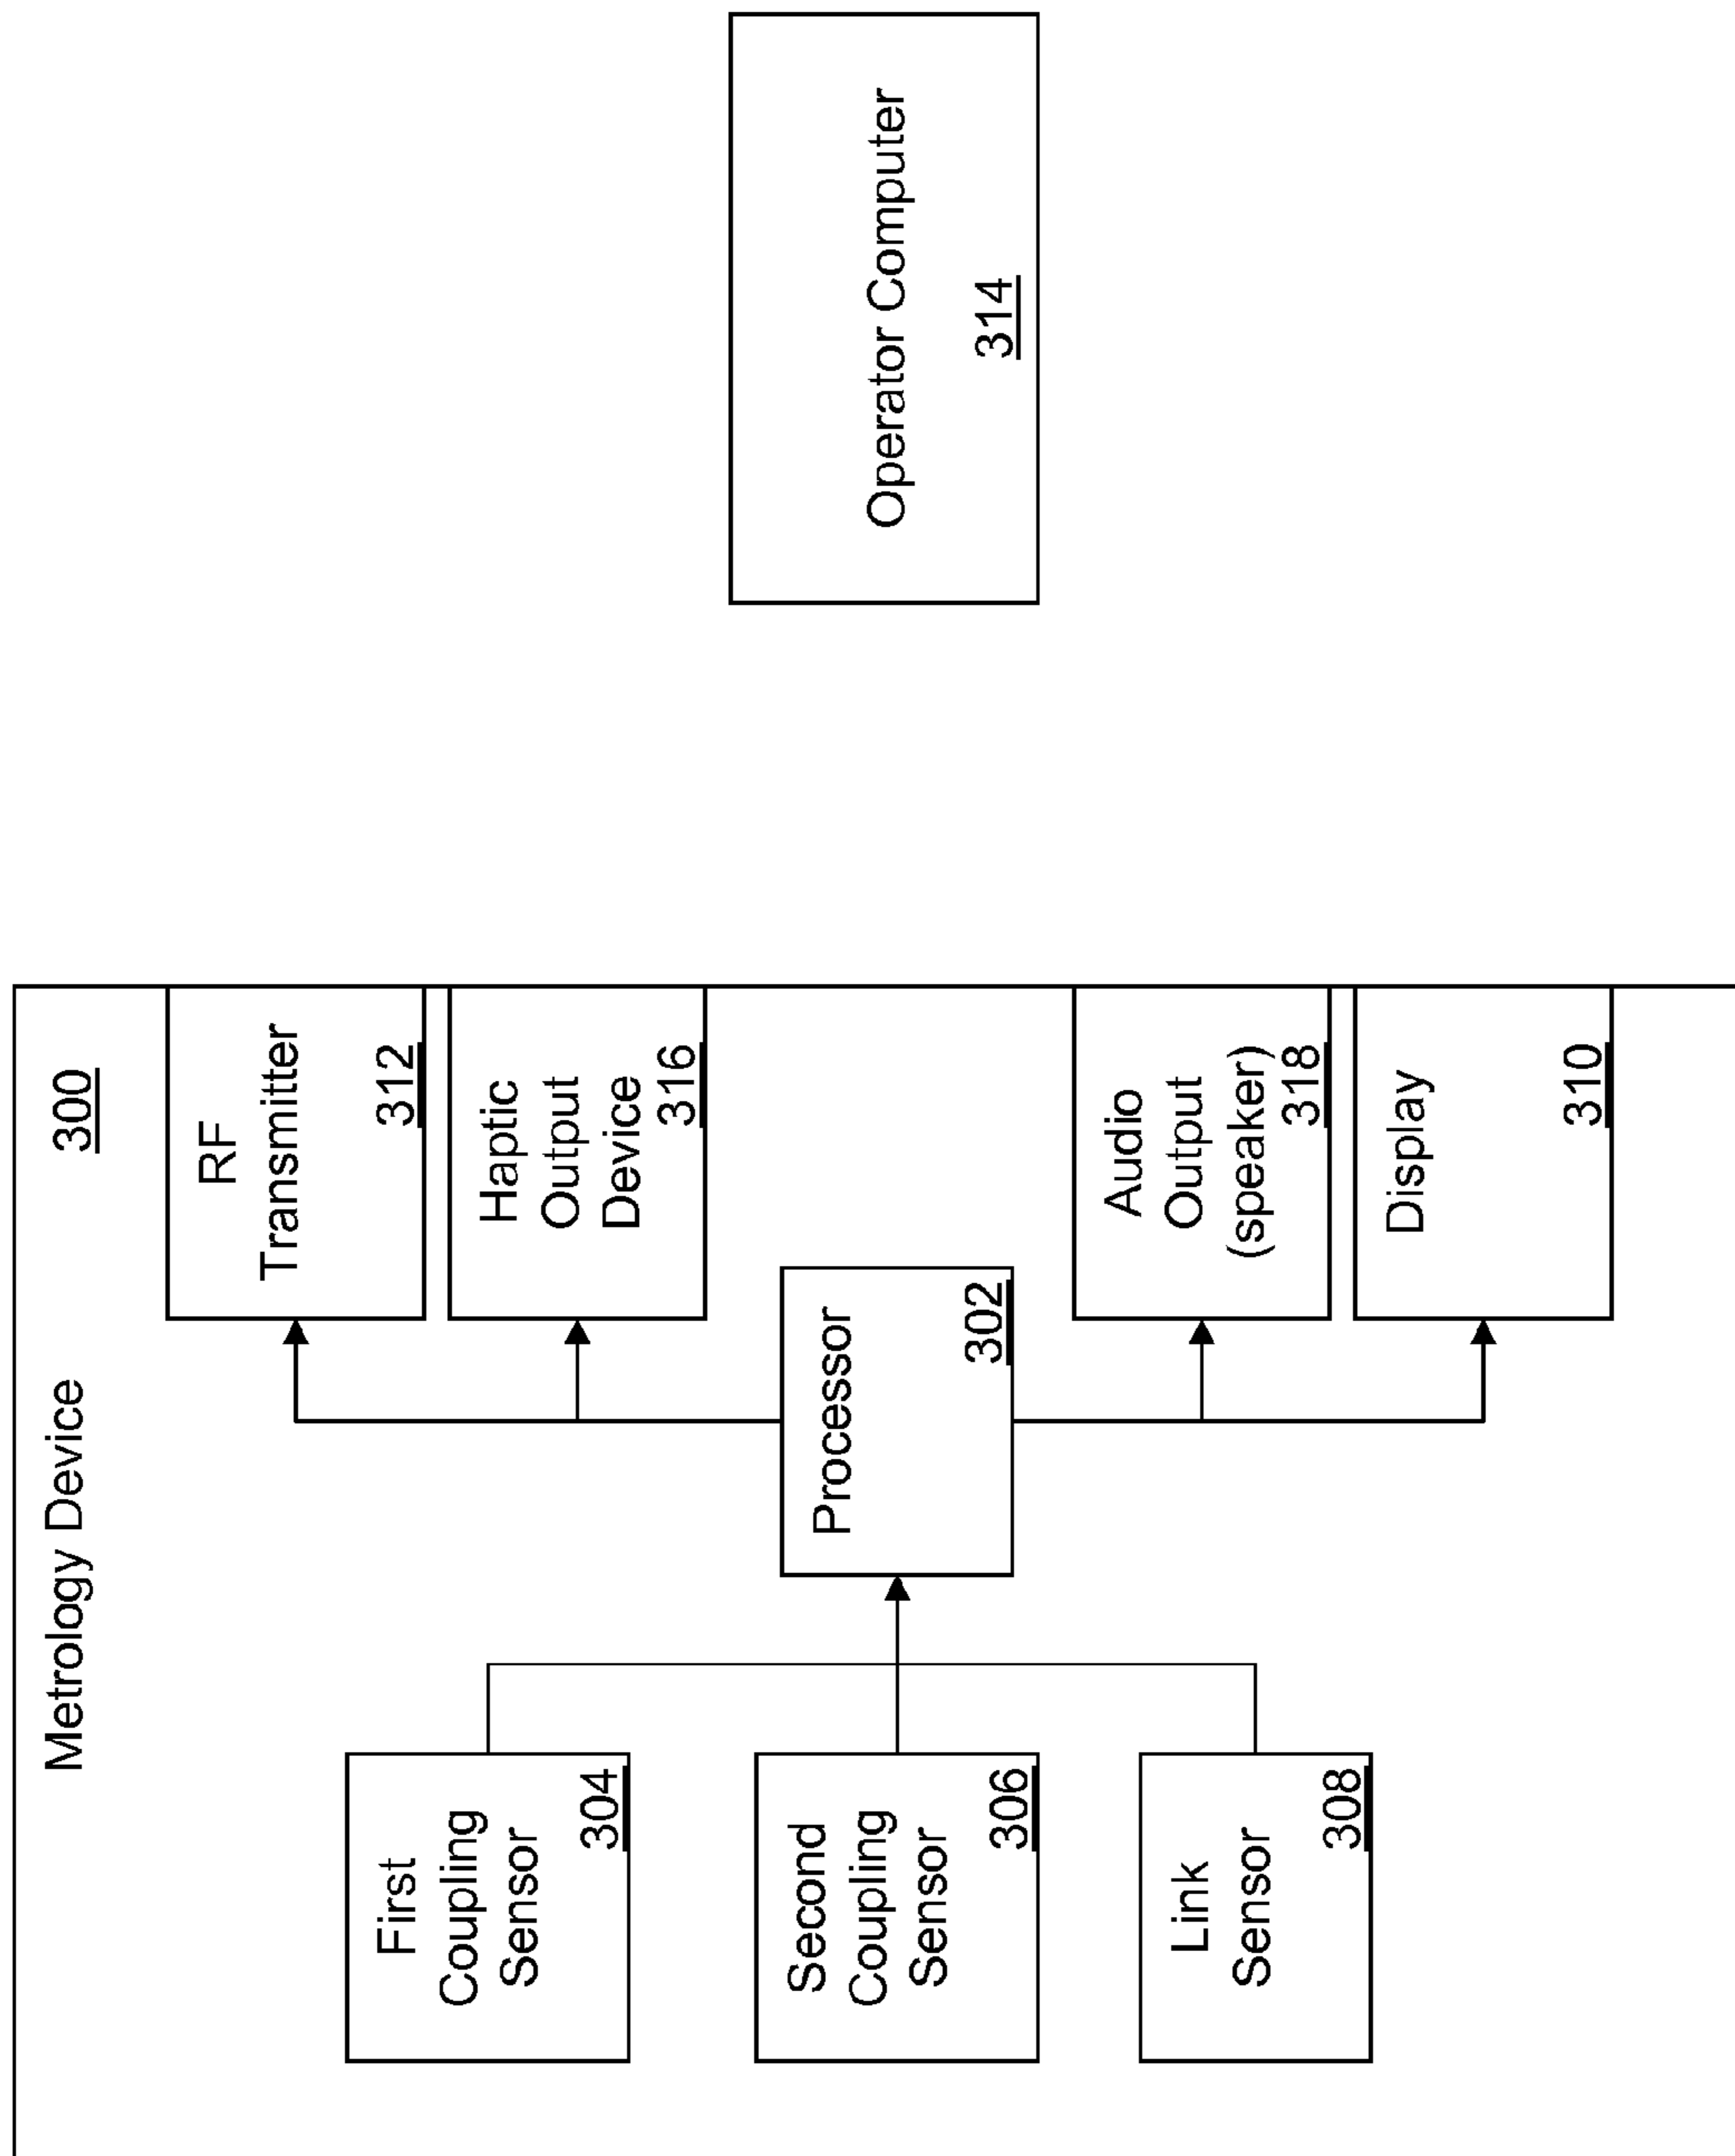 Metrology Device
300
First
Coupling
Sensor
304
Second
Coupling
Sensor
306
Link
Sensor
308
Processor
302
RF
Transmitter
312
Haptic
Output
Device
316
Audio
Output
(speaker)
318
Display
310
Operator Computer
314